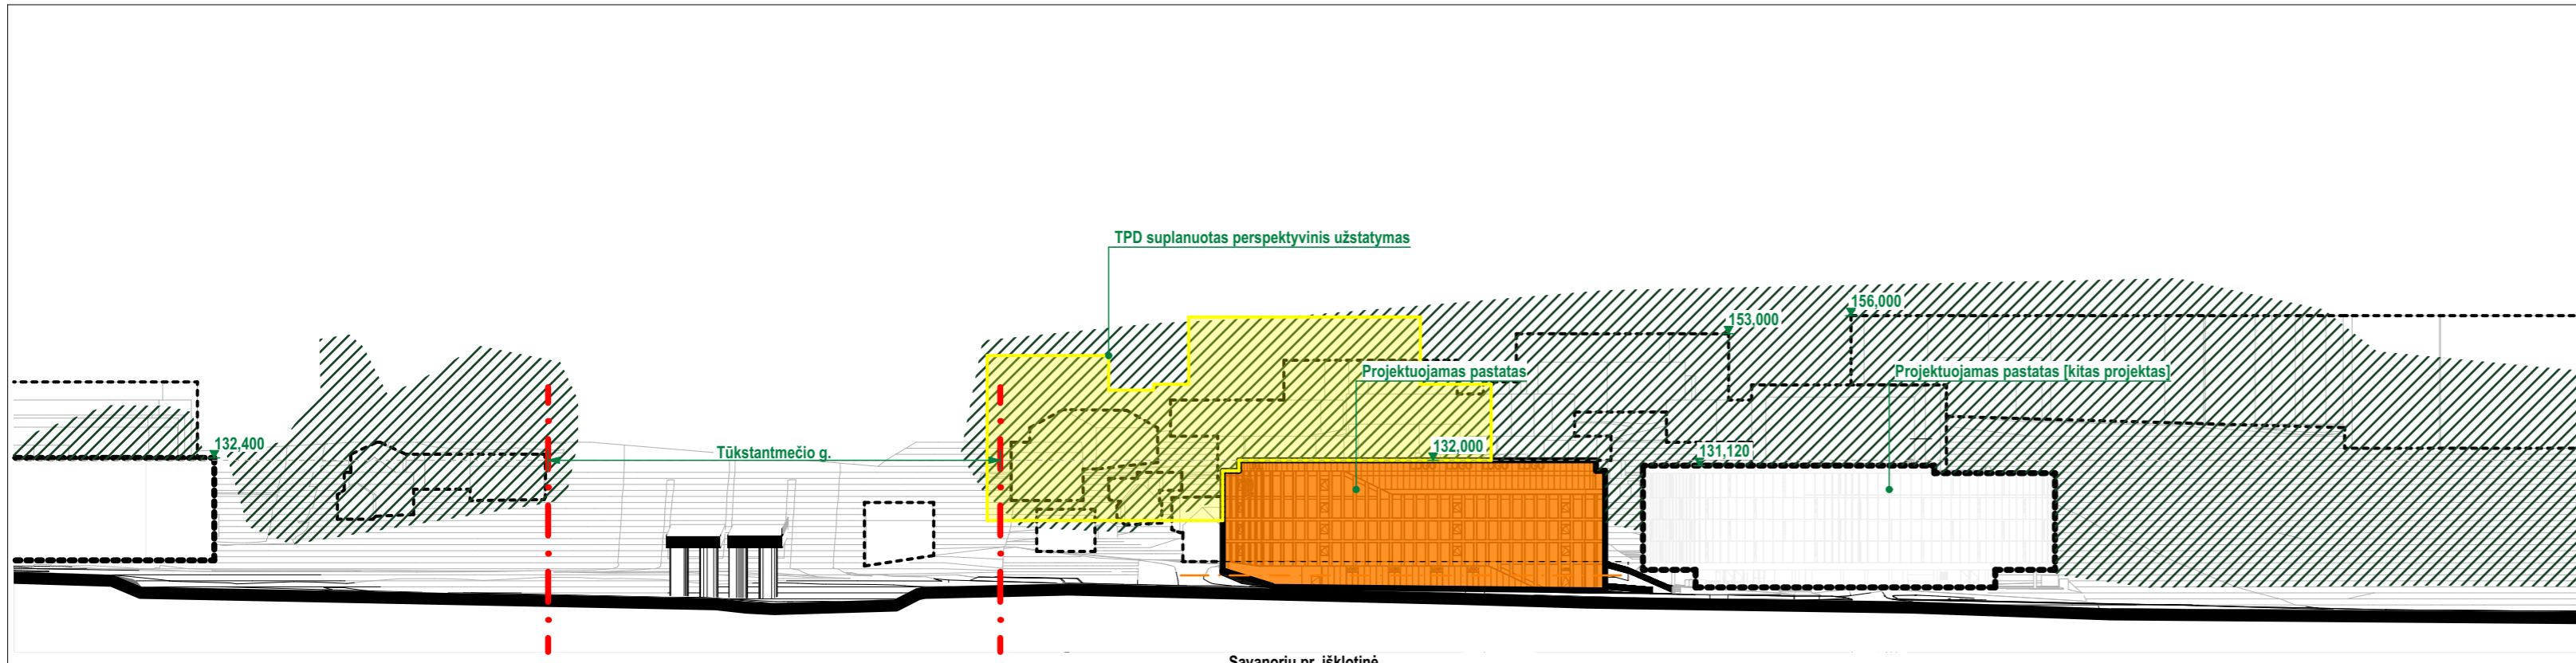 TPD suplanuotas perspektyvinis užstatymas
156,000
153,000
Projektuojamas pastatas
Projektuojamas pastatas [kitas projektas]
132,400
Tūkstantmečio g.
132,000
131,120
Savanorių pr. išklotinė